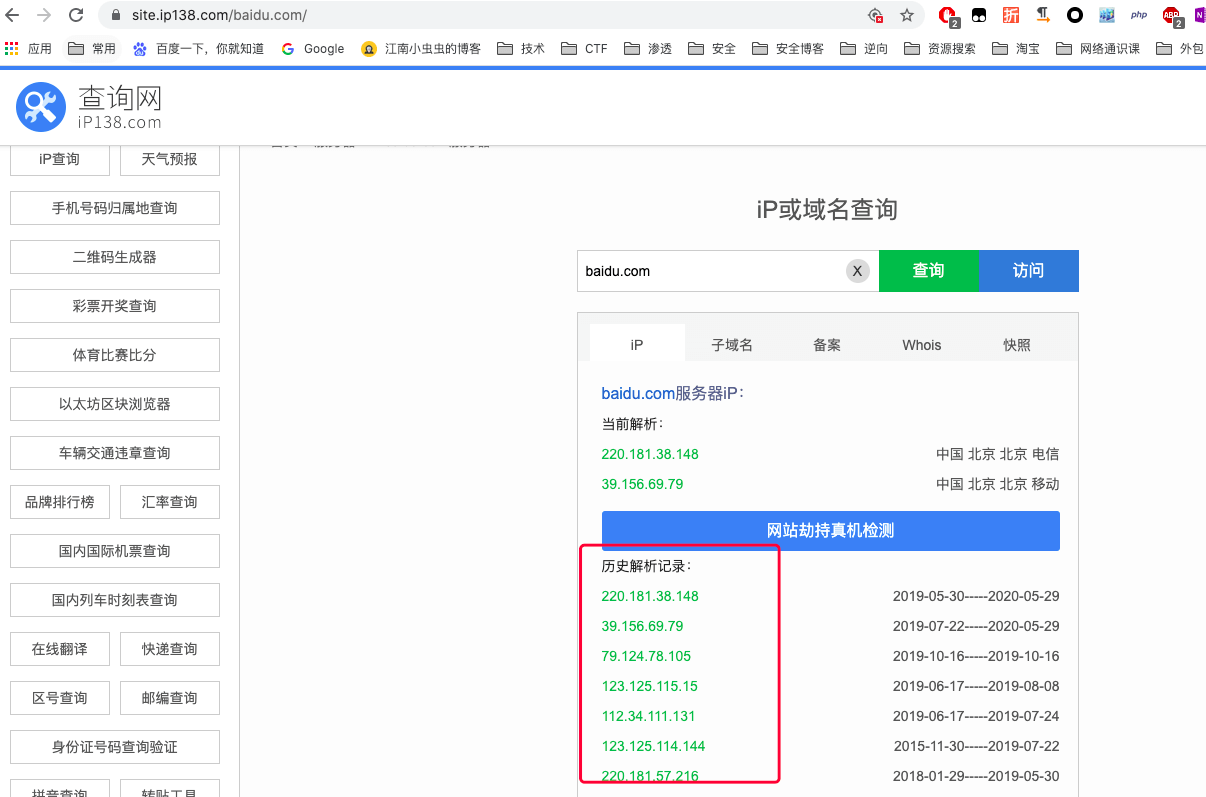 site.ip138.com/baidu.com/
2 折 php ABP 2 N
应用 常用 百度一下，你就知道 Google 江南小虫虫的博客 技术 CTF 渗透 安全 安全博客 逆向 资源搜索 淘宝 网络通识课 外包
查询网
iP138.com
iP查询 天气预报
手机号码归属地查询
二维码生成器
彩票开奖查询
体育比赛比分
以太坊区块浏览器
车辆交通违章查询
品牌排行榜 汇率查询
国内国际机票查询
国内列车时刻表查询
在线翻译 快递查询
区号查询 邮编查询
身份证号码查询验证
拼音查询 转贴工具
iP或域名查询
baidu.com X 查询 访问
iP 子域名 备案 Whois 快照
baidu.com服务器iP：
当前解析：
220.181.38.148 中国 北京 北京 电信
39.156.69.79 中国 北京 北京 移动
网站劫持真机检测
历史解析记录：
220.181.38.148 2019-05-30-----2020-05-29
39.156.69.79 2019-07-22-----2020-05-29
79.124.78.105 2019-10-16-----2019-10-16
123.125.115.15 2019-06-17-----2019-08-08
112.34.111.131 2019-06-17-----2019-07-24
123.125.114.144 2015-11-30-----2019-07-22
220.181.57.216 2018-01-29-----2019-05-30